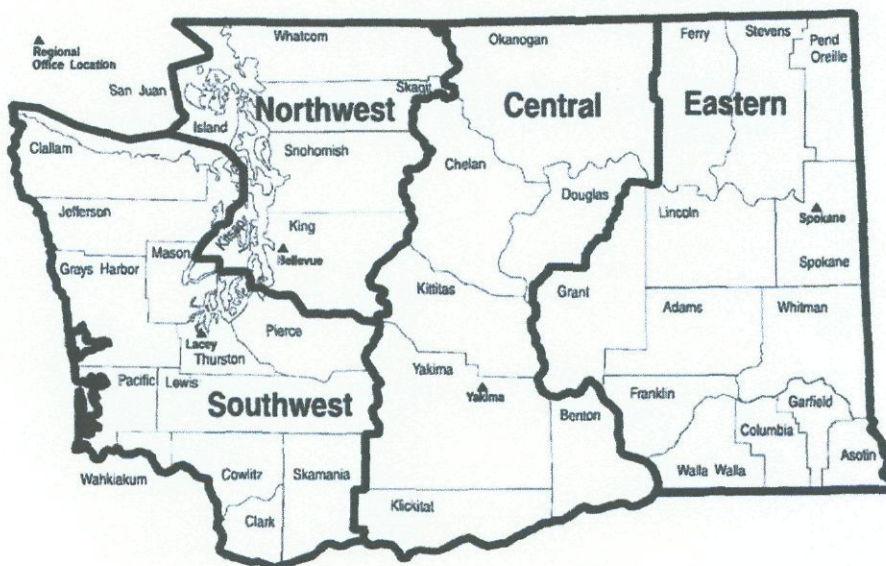 Regional
Office Location
San Juan
Whatcom
Skagit
Island
Northwest
Snohomish
Clallam
Jefferson
Kitsap
King
Bellevue
Mason
Grays Harbor
Lacey
Thurston
Pierce
Pacific
Lewis
Southwest
Wahkiakum
Cowlitz
Skamania
Clark
Okanogan
Central
Chelan
Douglas
Kittitas
Yakima
Yakima
Benton
Klickitat
Ferry
Stevens
Pend
Oreille
Eastern
Lincoln
Spokane
Spokane
Grant
Adams
Whitman
Franklin
Garfield
Columbia
Walla Walla
Asotin